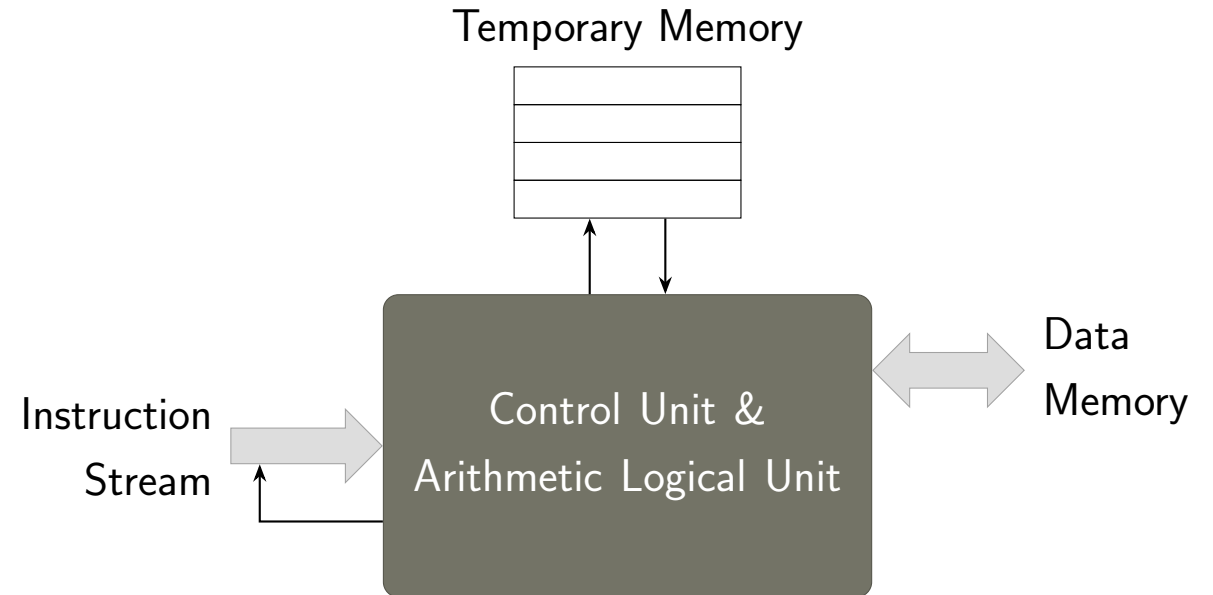 Temporary Memory
Data
Memory
Instruction
Stream
Control Unit &
Arithmetic Logical Unit